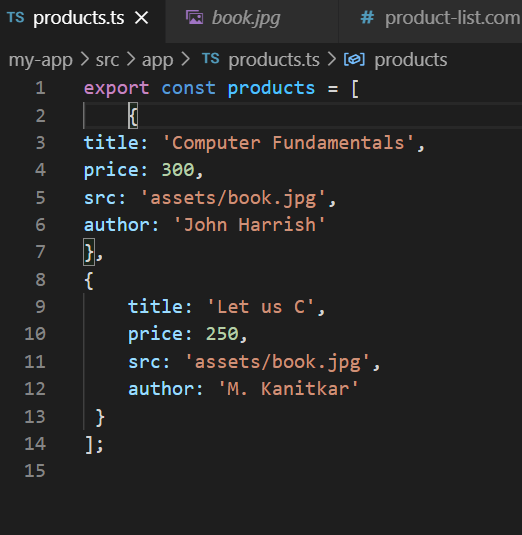 TS products.ts × book.jpg # product-list.com
my-app > src > app > TS products.ts > products
1 export const products = [
2 {
3 title: 'Computer Fundamentals',
4 price: 300,
5 src: 'assets/book.jpg',
6 author: 'John Harrish'
7 },
8 {
9 title: 'Let us C',
10 price: 250,
11 src: 'assets/book.jpg',
12 author: 'M. Kanitkar'
13 }
14 ];
15